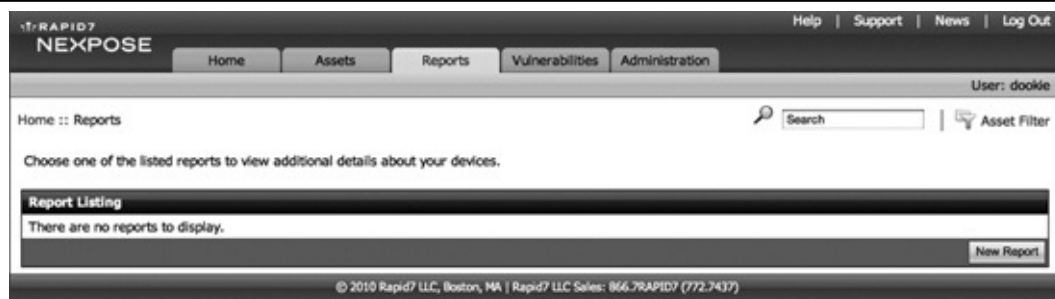 RAPID7
NEXPOSE
Help | Support | News | Log Out
Home Assets Reports Vulnerabilities Administration
User: dookie
Home :: Reports
Search | Asset Filter
Choose one of the listed reports to view additional details about your devices.
Report Listing
There are no reports to display.
New Report
© 2010 Rapid7 LLC, Boston, MA | Rapid7 LLC Sales: 866.7RAPID7 (772.7437)